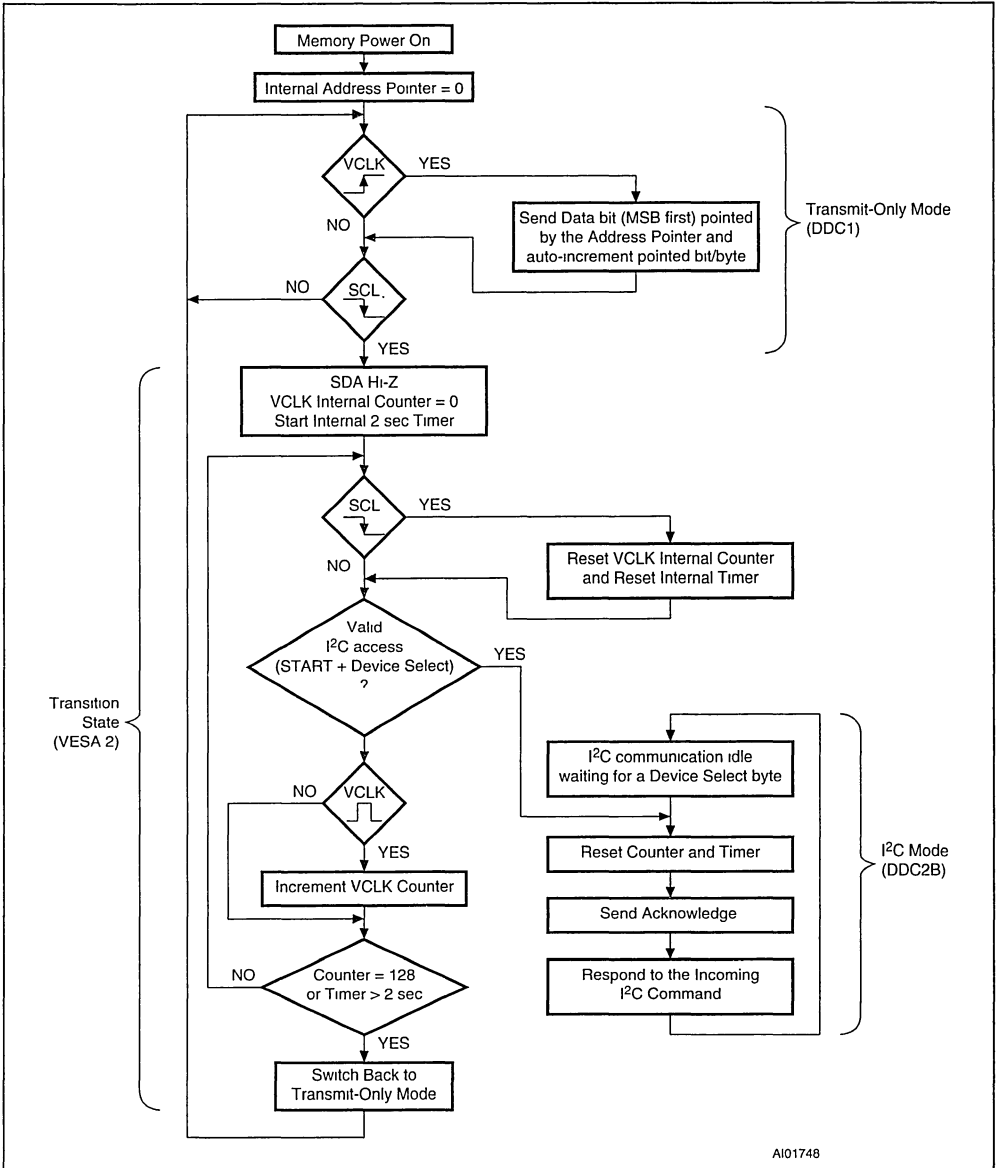 Memory Power On
Internal Address Pointer = 0
VCLK
YES
NO
Send Data bit (MSB first) pointed
by the Address Pointer and
auto-increment pointed bit/byte
Transmit-Only Mode
(DDC1)
SCL
NO
YES
SDA Hi-Z
VCLK Internal Counter = 0
Start Internal 2 sec Timer
SCL
YES
NO
Reset VCLK Internal Counter
and Reset Internal Timer
Valid
I²C access
(START + Device Select)
?
YES
Transition
State
(VESA 2)
I²C communication idle
waiting for a Device Select byte
VCLK
NO
YES
Reset Counter and Timer
I²C Mode
(DDC2B)
Increment VCLK Counter
Send Acknowledge
Counter = 128
or Timer > 2 sec
NO
YES
Respond to the Incoming
I²C Command
Switch Back to
Transmit-Only Mode
AI01748